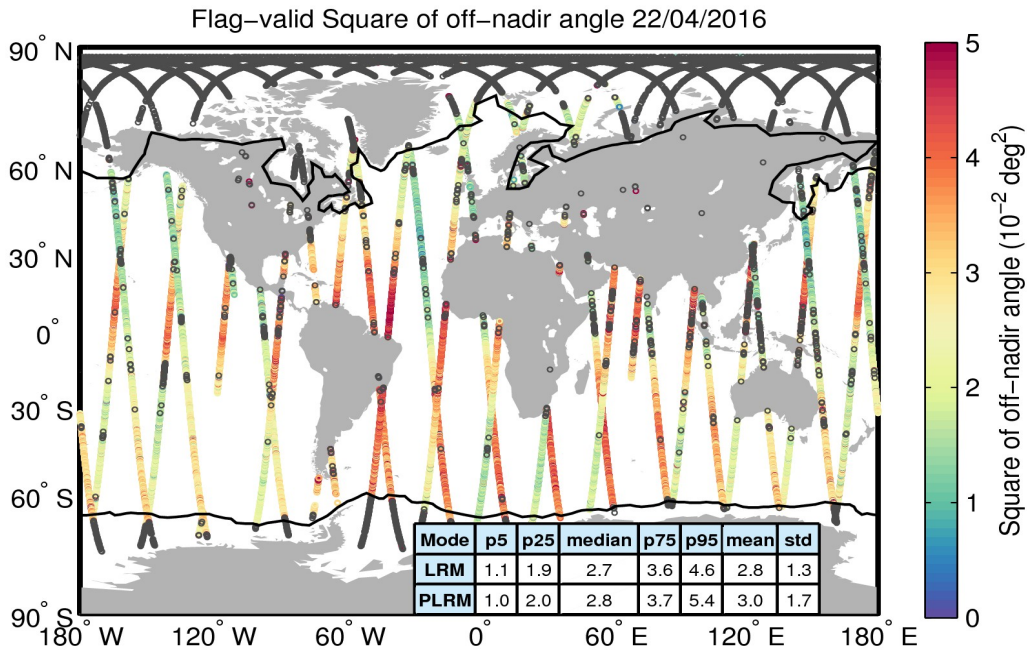 Flag−valid Square of off−nadir angle 22/04/2016
90° N
60° N
30° N
0°
30° S
60° S
90° S
180° W
120° W
60° W
0°
60° E
120° E
180° E
5
4
3
2
1
0
Square of off−nadir angle (10⁻² deg²)
Mode p5 p25 median p75 p95 mean std
LRM 1.1 1.9 2.7 3.6 4.6 2.8 1.3
PLRM 1.0 2.0 2.8 3.7 5.4 3.0 1.7